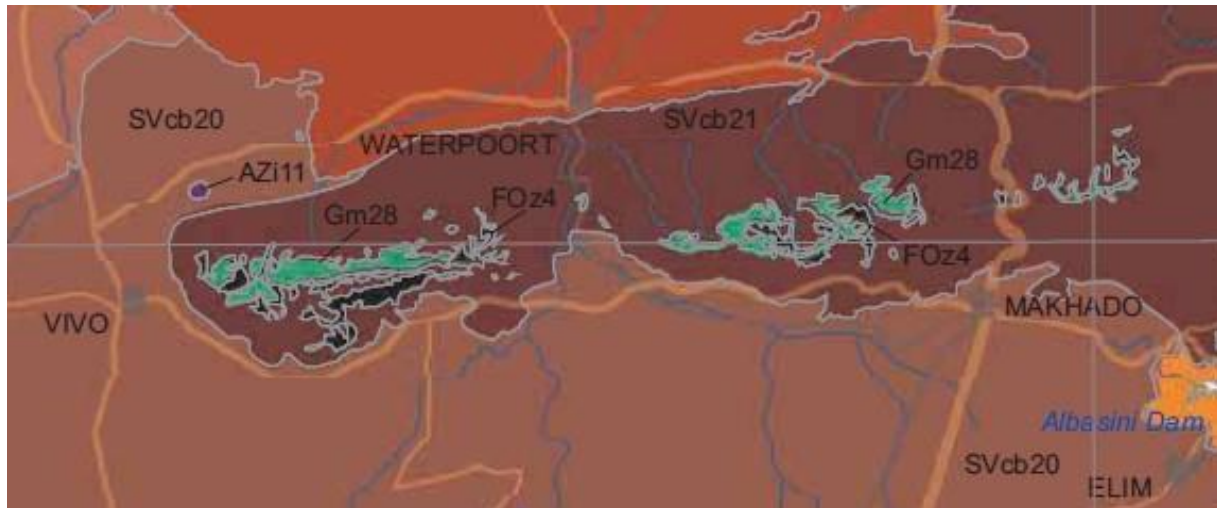 SVcb20
SVcb21
WATERPOORT
AZi11
Gm28
FOz4
Gm28
FOz4
VIVO
MAKHADO
Albasini Dam
SVcb20
ELIM